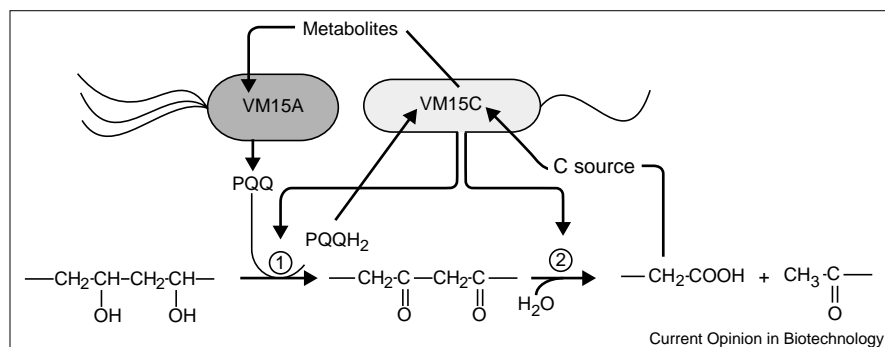 Metabolites
VM15A
VM15C
PQQ
C source
PQQH₂
① ②
—CH₂-CH—CH₂-CH— —CH₂-C—CH₂-C— —CH₂-COOH + CH₃-C—
H₂O
OH OH O O O
Current Opinion in Biotechnology